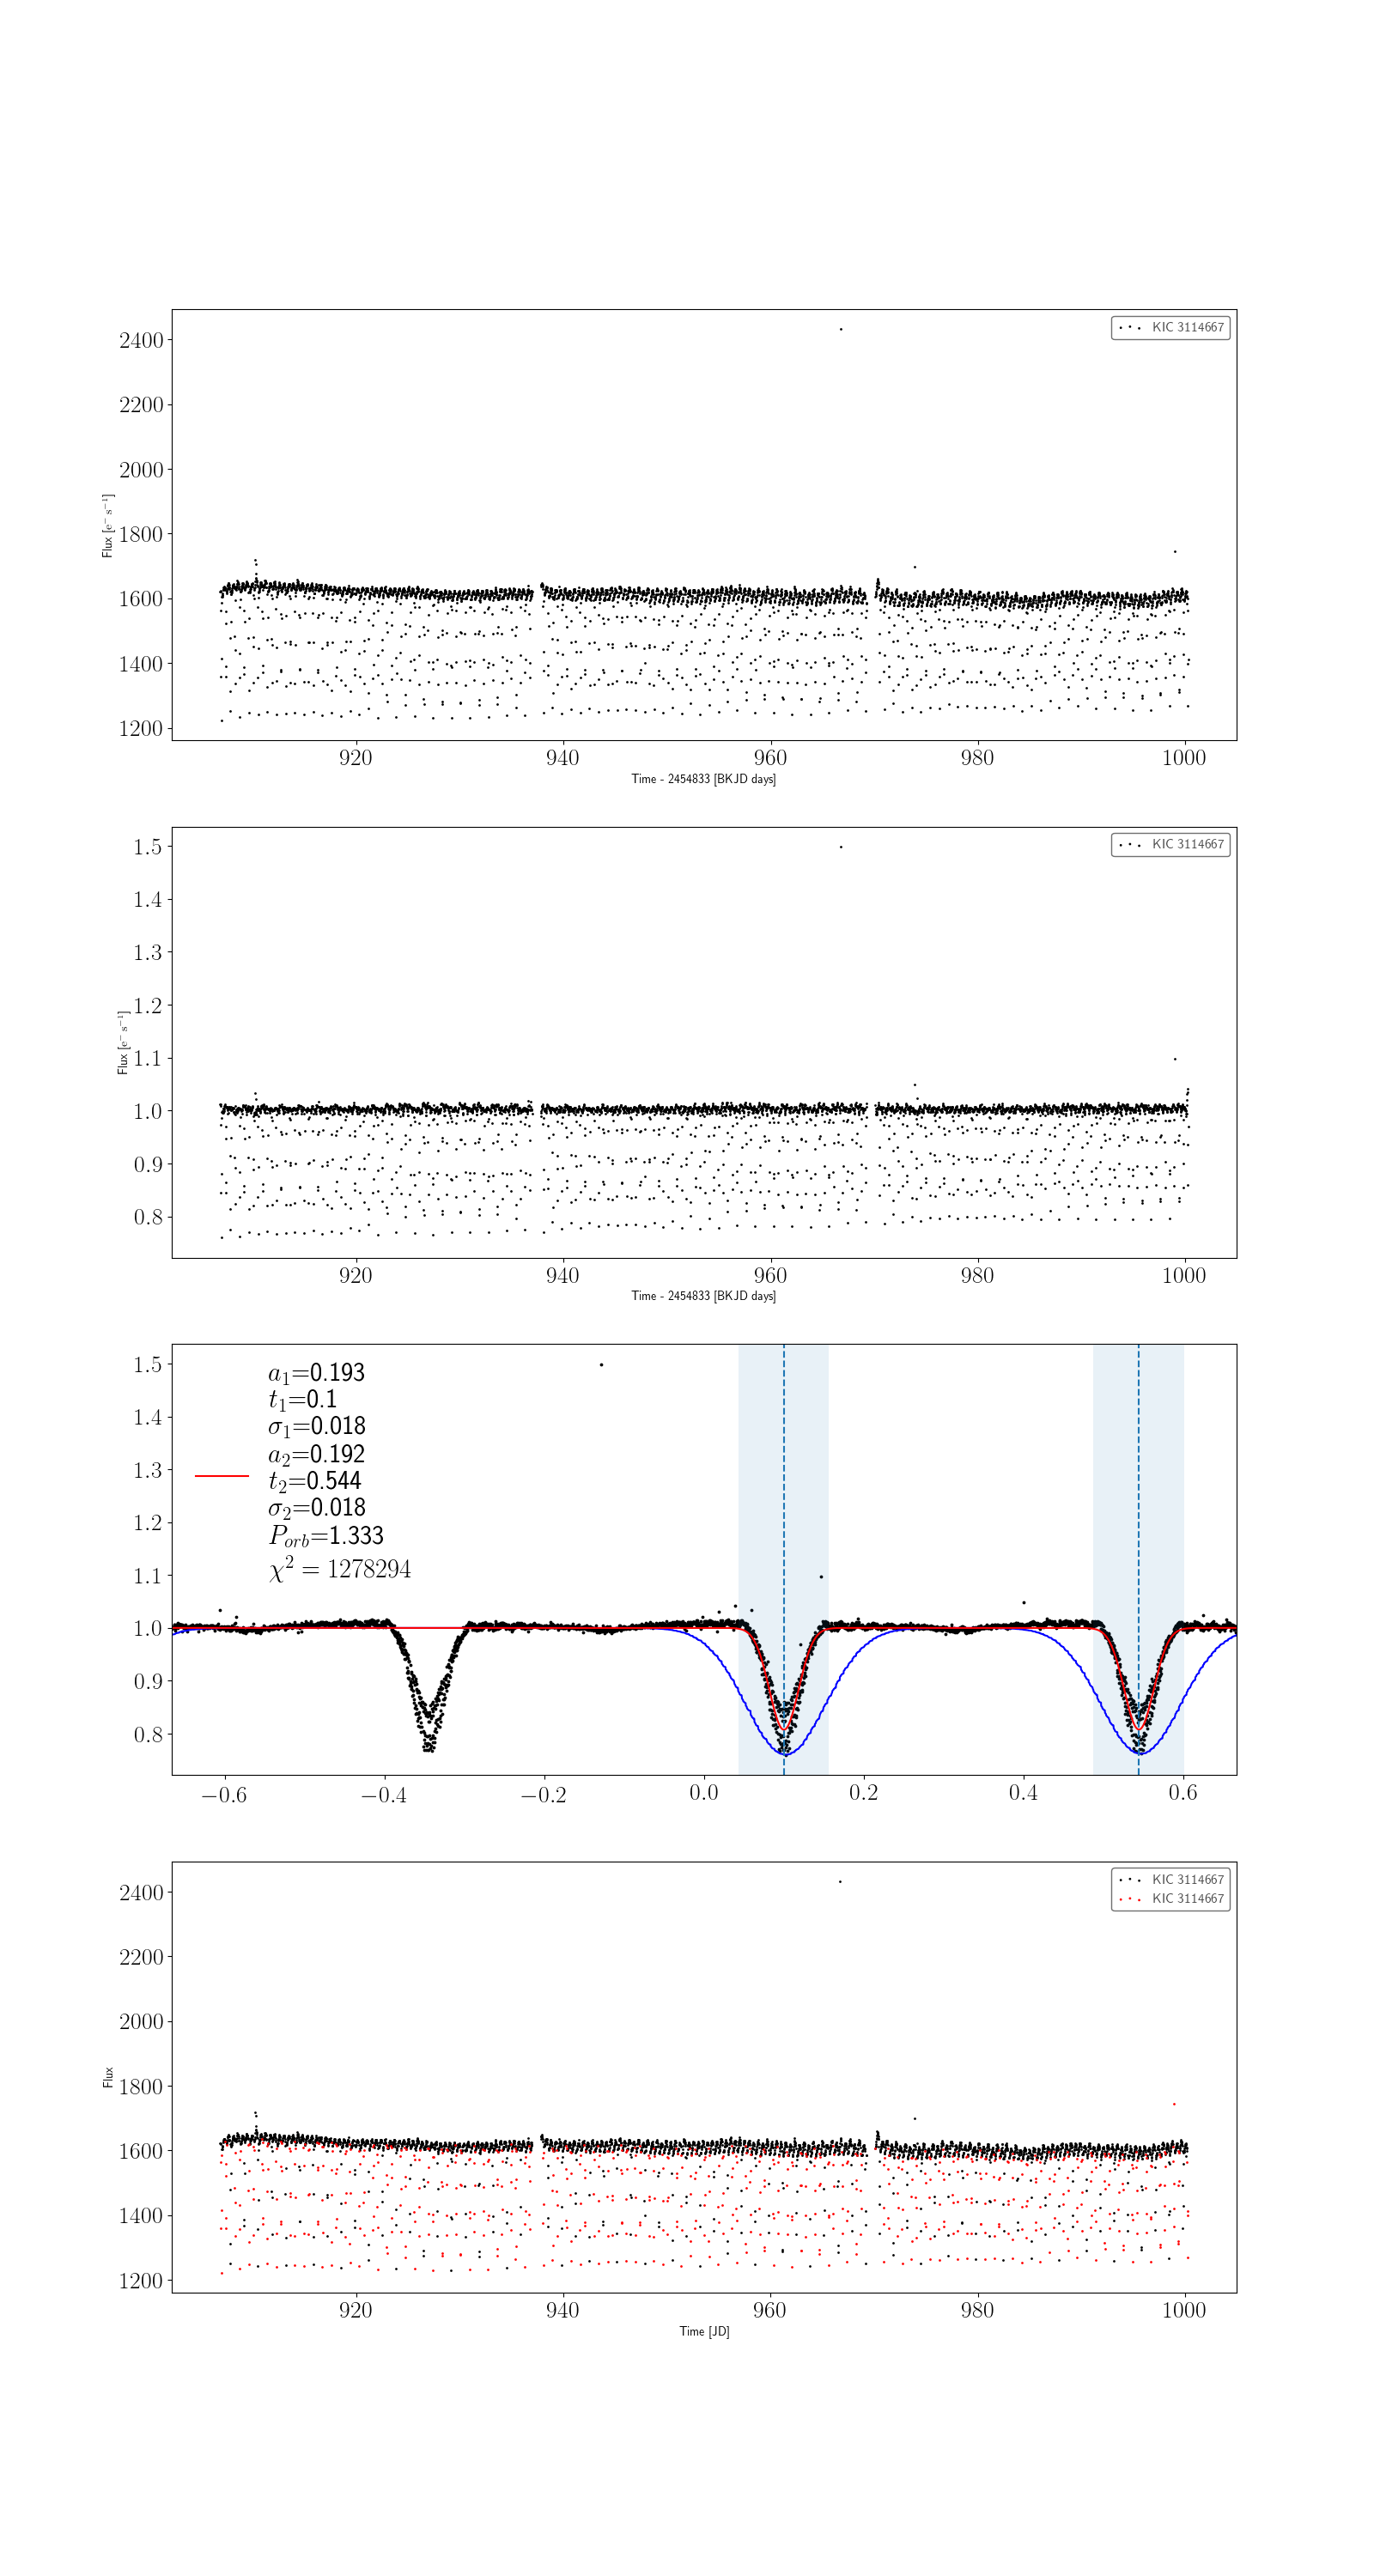 2400
2200
2000
1800
1600
1400
1200
Flux [e⁻ s⁻¹]
KIC 3114667
920 940 960 980 1000
Time - 2454833 [BKJD days]
1.5
1.4
1.3
1.2
1.1
1.0
0.9
0.8
Flux [e⁻ s⁻¹]
KIC 3114667
920 940 960 980 1000
Time - 2454833 [BKJD days]
1.5
1.4
1.3
1.2
1.1
1.0
0.9
0.8
a₁=0.193
t₁=0.1
σ₁=0.018
a₂=0.192
t₂=0.544
σ₂=0.018
P_orb=1.333
χ² = 1278294
−0.6 −0.4 −0.2 0.0 0.2 0.4 0.6
2400
2200
2000
1800
1600
1400
1200
Flux
KIC 3114667
KIC 3114667
920 940 960 980 1000
Time [JD]